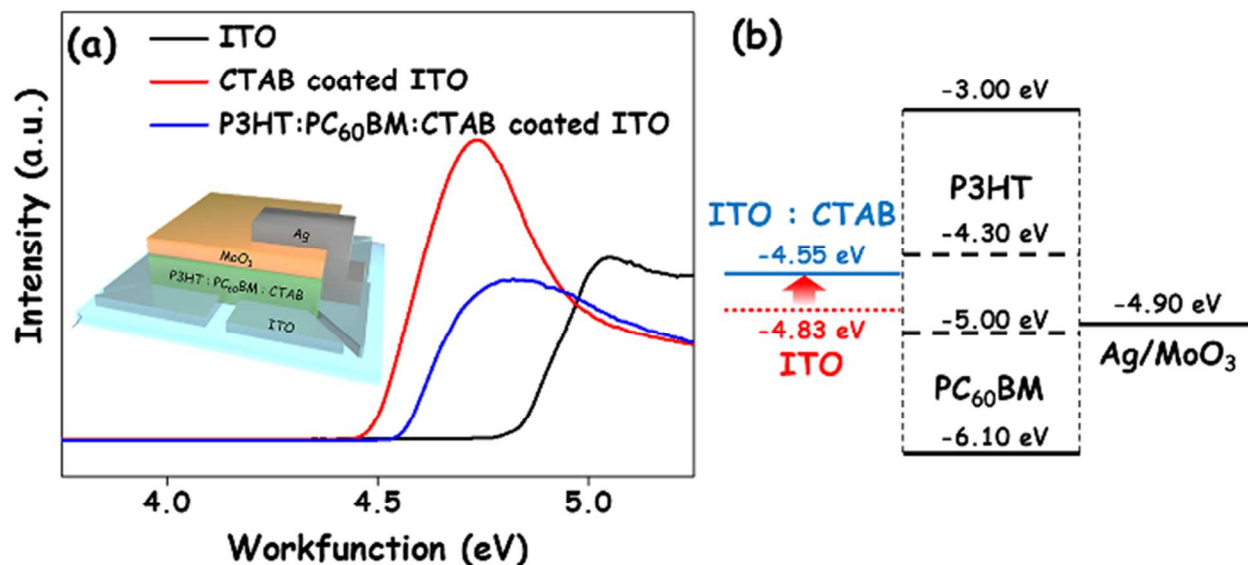 (a)
ITO
CTAB coated ITO
P3HT:PC60BM:CTAB coated ITO
Intensity (a.u.)
Ag
MoO3
P3HT : PC60BM : CTAB
ITO
4.0 4.5 5.0
Workfunction (eV)
(b)
-3.00 eV
P3HT
ITO : CTAB
-4.30 eV
-4.55 eV
-5.00 eV
-4.90 eV
-4.83 eV
ITO
Ag/MoO3
PC60BM
-6.10 eV